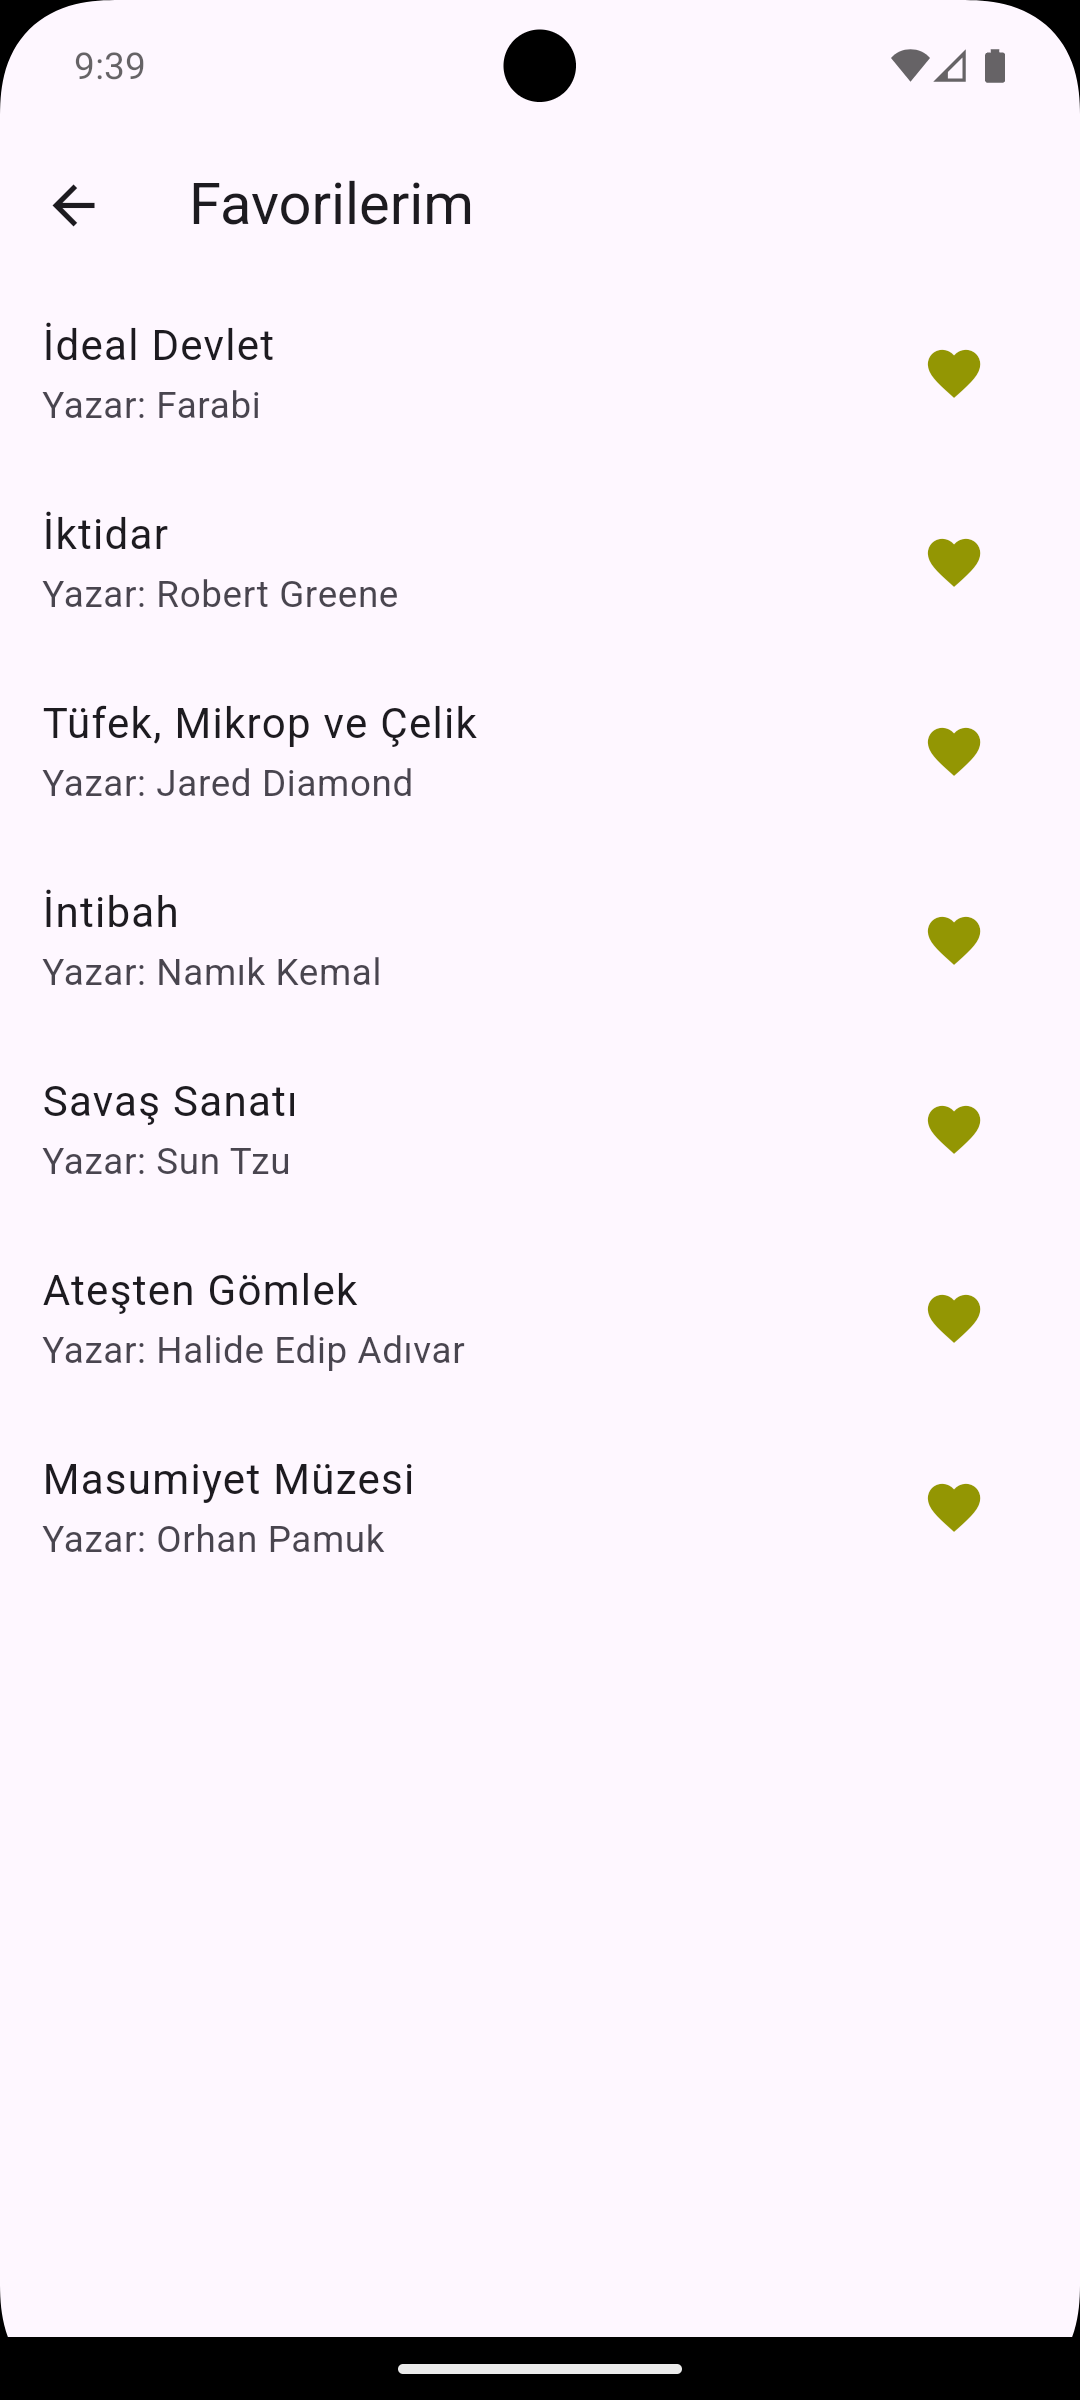 9:39
Favorilerim
İdeal Devlet
Yazar: Farabi
İktidar
Yazar: Robert Greene
Tüfek, Mikrop ve Çelik
Yazar: Jared Diamond
İntibah
Yazar: Namık Kemal
Savaş Sanatı
Yazar: Sun Tzu
Ateşten Gömlek
Yazar: Halide Edip Adıvar
Masumiyet Müzesi
Yazar: Orhan Pamuk